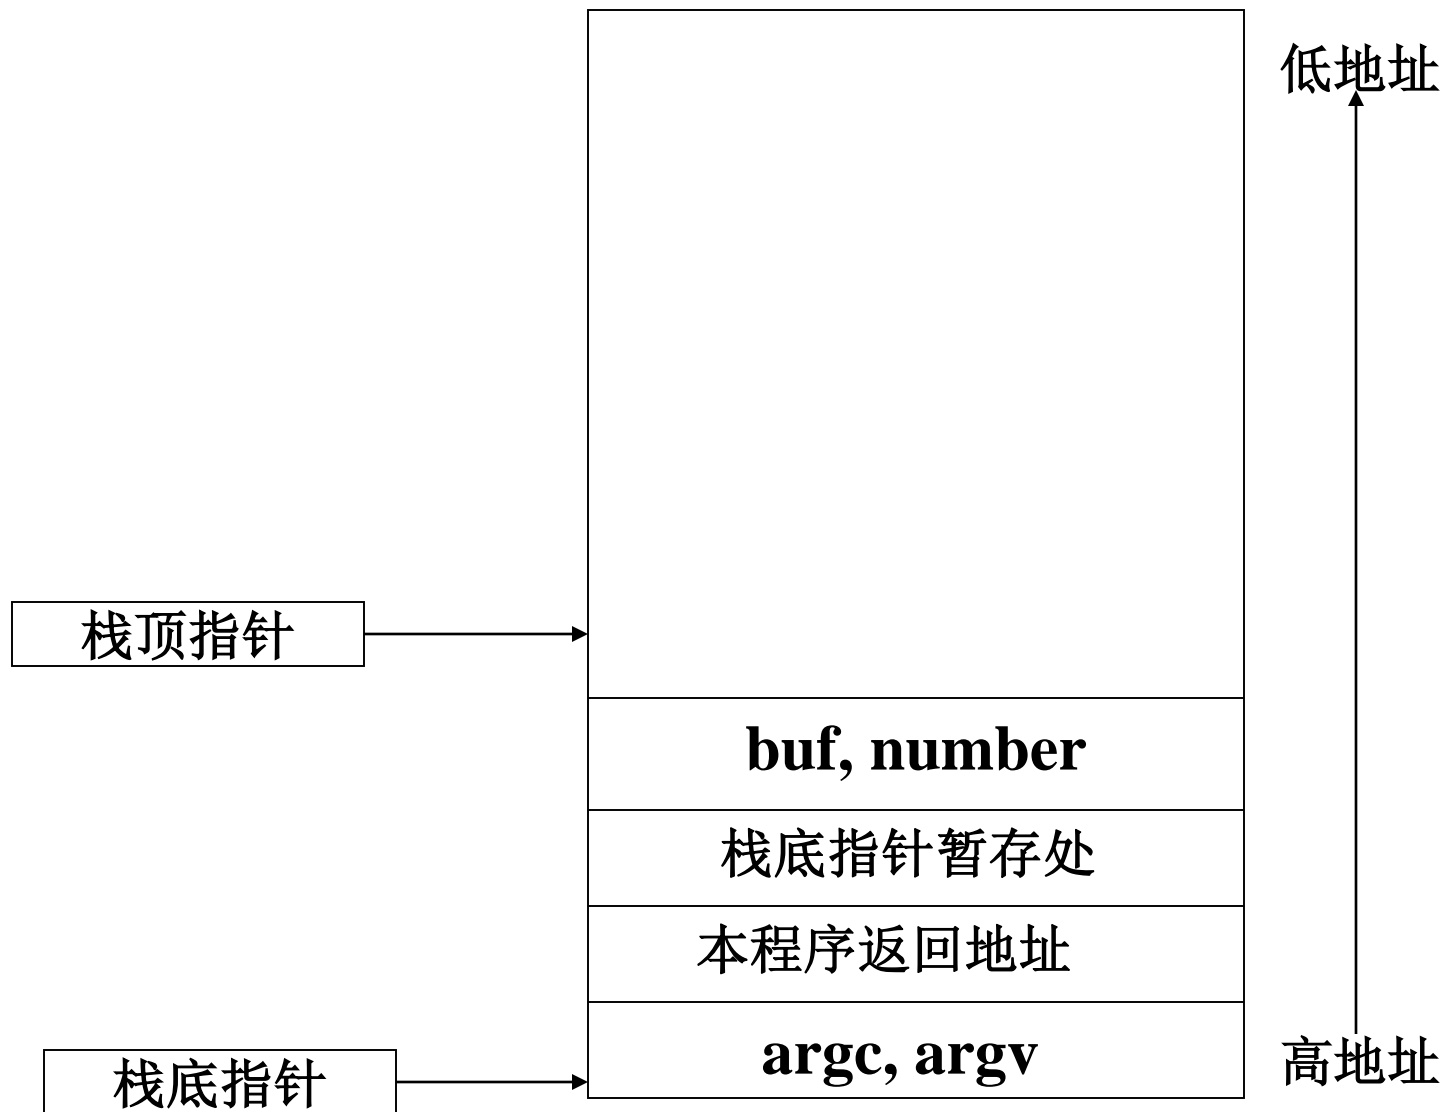 低地址
栈顶指针
buf, number
栈底指针暂存处
本程序返回地址
argc, argv
栈底指针
高地址